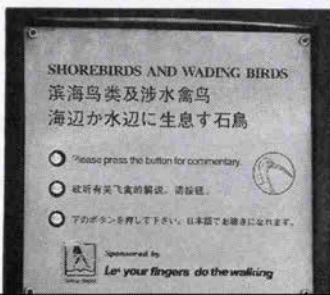 SHOREBIRDS AND WADING BIRDS
滨海鸟类及涉水禽鸟
海辺か水辺に生息す石鳥
Please press the button for commentary.
欲听有关飞禽的解说，请按钮。
下のボタンを押して下さい。日本語でお聴きになれます。
Sponsored by
Let your fingers do the walking